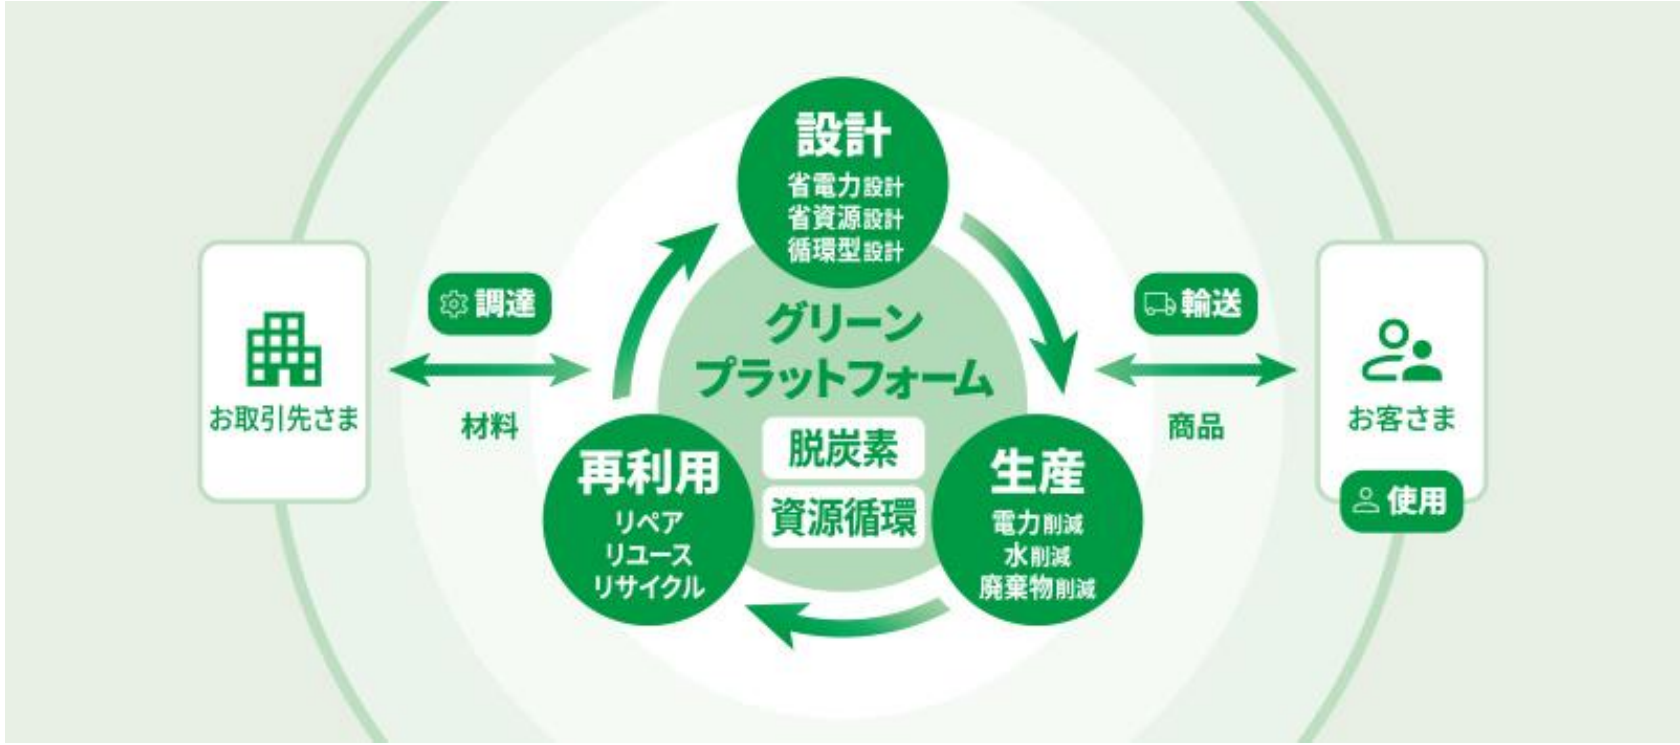 設計
省電力設計
省資源設計
循環型設計
グリーン
プラットフォーム
脱炭素
資源循環
調達
材料
お取引先さま
輸送
商品
お客さま
使用
再利用
リペア
リユース
リサイクル
生産
電力削減
水削減
廃棄物削減